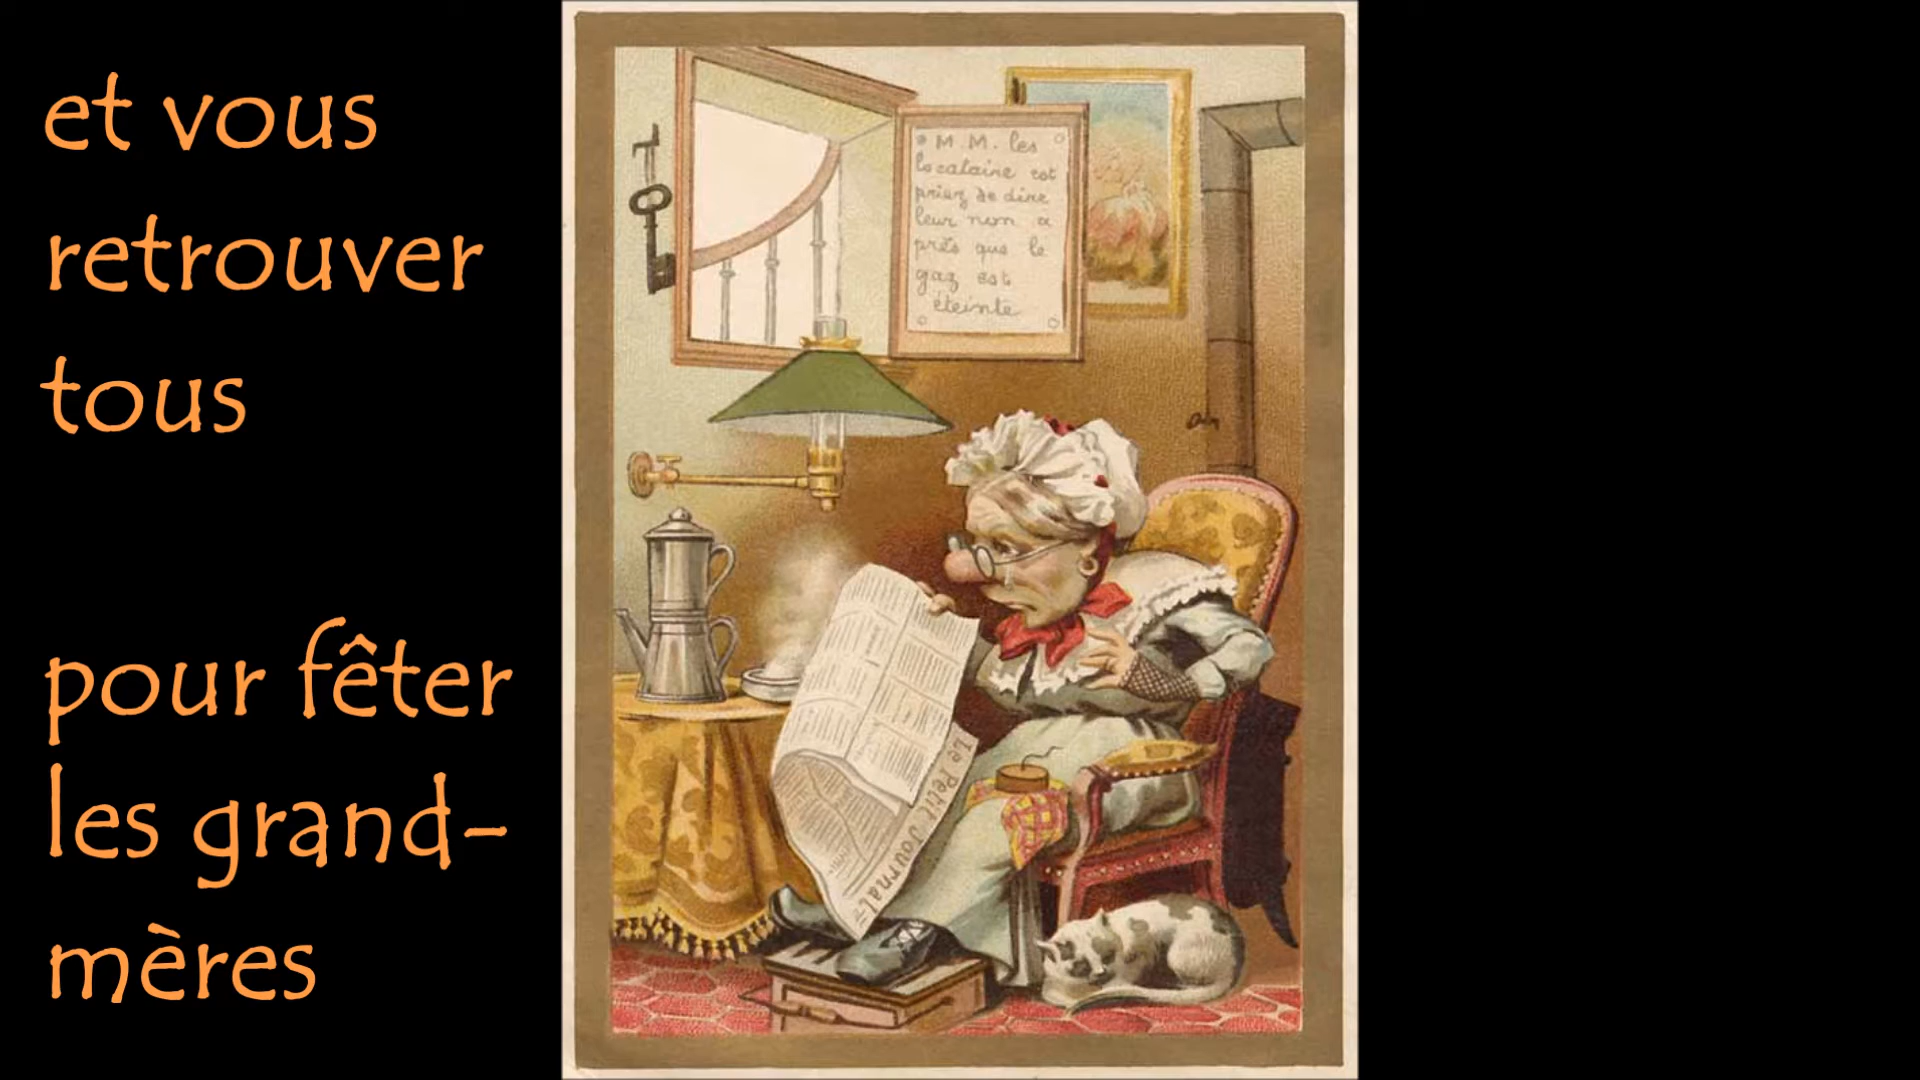 et vous
retrouver
tous
pour fêter
les grand-
mères
M M. les
locataire est
priez de dire
leur nom a
près que le
gaz est
éteinte
Le Petit Journal